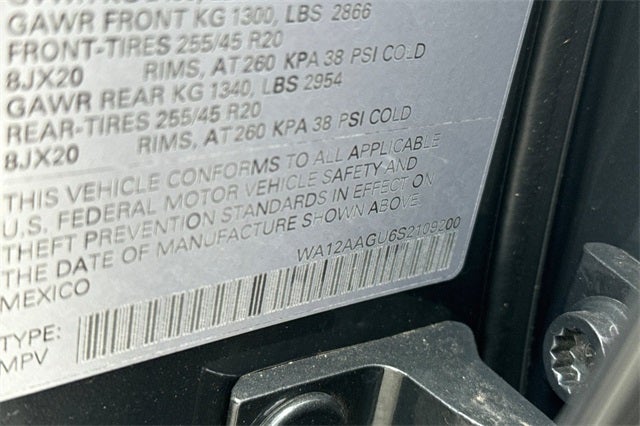 GAWR FRONT KG 1300, LBS 2866
FRONT-TIRES 255/45 R20
8JX20 RIMS, AT 260 KPA 38 PSI COLD
GAWR REAR KG 1340, LBS 2954
REAR-TIRES 255/45 R20
8JX20 RIMS, AT 260 KPA 38 PSI COLD
THIS VEHICLE CONFORMS TO ALL APPLICABLE
U.S. FEDERAL MOTOR VEHICLE SAFETY AND
THEFT PREVENTION STANDARDS IN EFFECT ON
THE DATE OF MANUFACTURE SHOWN ABOVE.
MEXICO WA12AAGU6S2109200
TYPE:
MPV